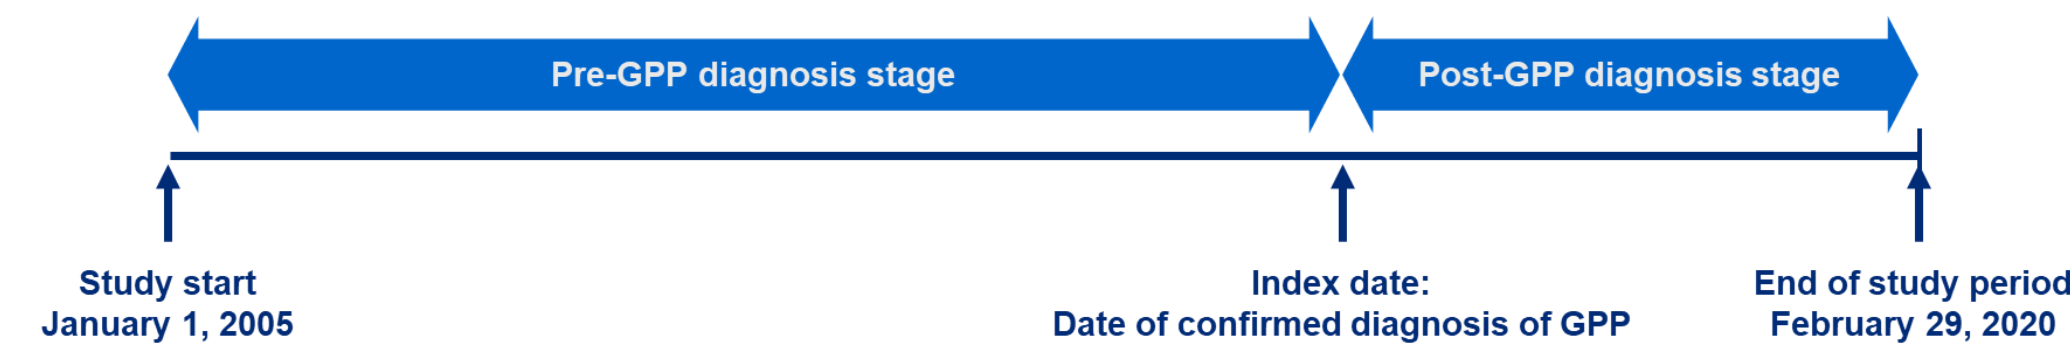 Pre-GPP diagnosis stage
Post-GPP diagnosis stage
Study start
January 1, 2005
Index date:
Date of confirmed diagnosis of GPP
End of study period
February 29, 2020